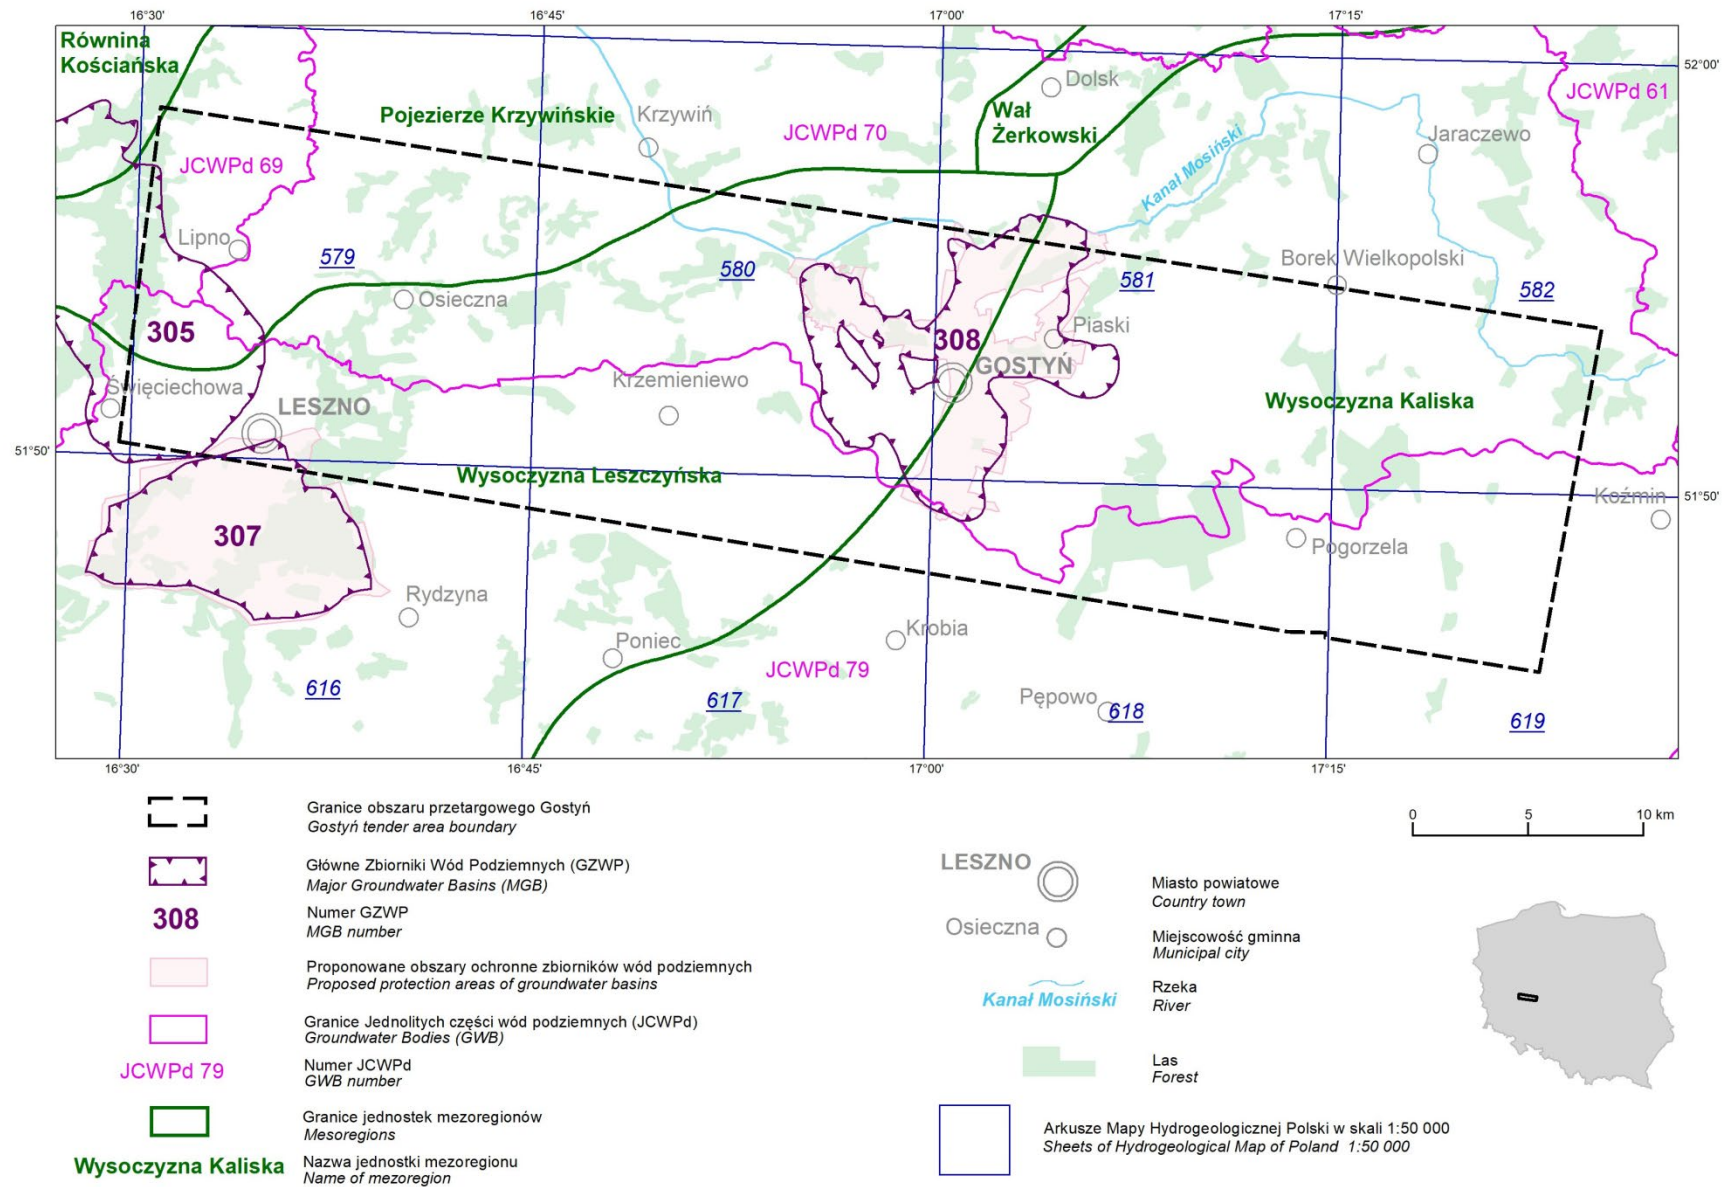 16°30'
16°45'
17°00'
17°15'
Równina
Kościańska
52°00'
Dolsk
JCWPd 61
Pojezierze Krzywińskie
Krzywiń
Wał
Żerkowski
JCWPd 70
Jaraczewo
Kanał Mosiński
JCWPd 69
Lipno
579
580
581
Borek Wielkopolski
582
Osieczna
305
308
Piaski
GOSTYŃ
Święciechowa
Krzemieniewo
LESZNO
Wysoczyzna Kaliska
51°50'
Wysoczyzna Leszczyńska
51°50'
Koźmin
307
Pogorzela
Rydzyna
Poniec
Krobia
JCWPd 79
616
617
Pępowo
618
619
16°30'
16°45'
17°00'
17°15'
Granice obszaru przetargowego Gostyń
Gostyń tender area boundary
Główne Zbiorniki Wód Podziemnych (GZWP)
Major Groundwater Basins (MGB)
308
Numer GZWP
MGB number
Proponowane obszary ochronne zbiorników wód podziemnych
Proposed protection areas of groundwater basins
Granice Jednolitych części wód podziemnych (JCWPd)
Groundwater Bodies (GWB)
JCWPd 79
Numer JCWPd
GWB number
Granice jednostek mezoregionów
Mesoregions
Wysoczyzna Kaliska
Nazwa jednostki mezoregionu
Name of mezoregion
0 5 10 km
LESZNO
Miasto powiatowe
Country town
Osieczna
Miejscowość gminna
Municipal city
Kanał Mosiński
Rzeka
River
Las
Forest
Arkusze Mapy Hydrogeologicznej Polski w skali 1:50 000
Sheets of Hydrogeological Map of Poland 1:50 000